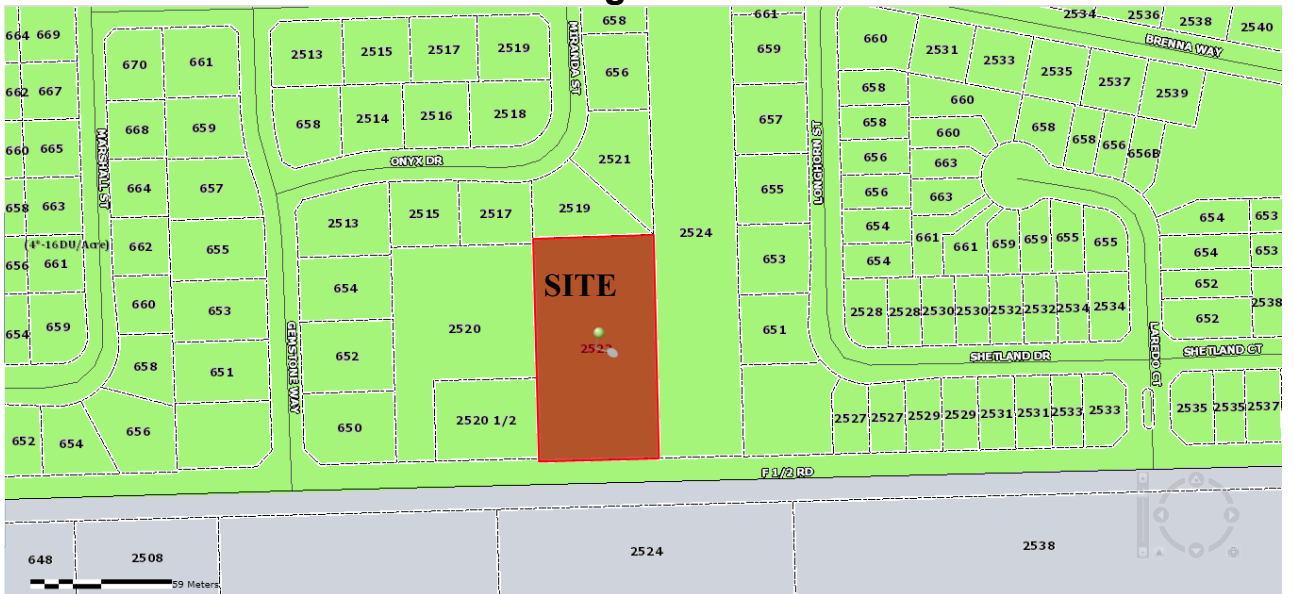 g
664 669
670
661
662 667
668
659
660 665
664
657
658 663
662
655
(4*-16DU/Acre)
656 661
660
653
654 659
658
651
652 654 656
MARSHALL ST
GEMSTONE WAY
2513 2515 2517 2519
658 2514 2516 2518
ONYX DR
MIRANDA ST
658
656
2521
2513 2515 2517 2519
654
652
650
2520
2520 1/2
SITE
2524
661
659
657
655
653
651
LONGHORN ST
660 2531 2533 2535 2537 2539
2534 2536 2538 2540
BRENNA WAY
658 660
658 660
656 663
656 663
654 661 661 659 659 655 655
654
658 658 656 656B
2528 2528 2530 2530 2532 2532 2534 2534
SHETLAND DR
SHETLAND CT
LAREDO CT
654 653
654 653
652
652 2538
2527 2527 2529 2529 2531 2531 2533 2533
2535 2535 2537
F 1/2 RD
648 2508 2524 2538
59 Meters